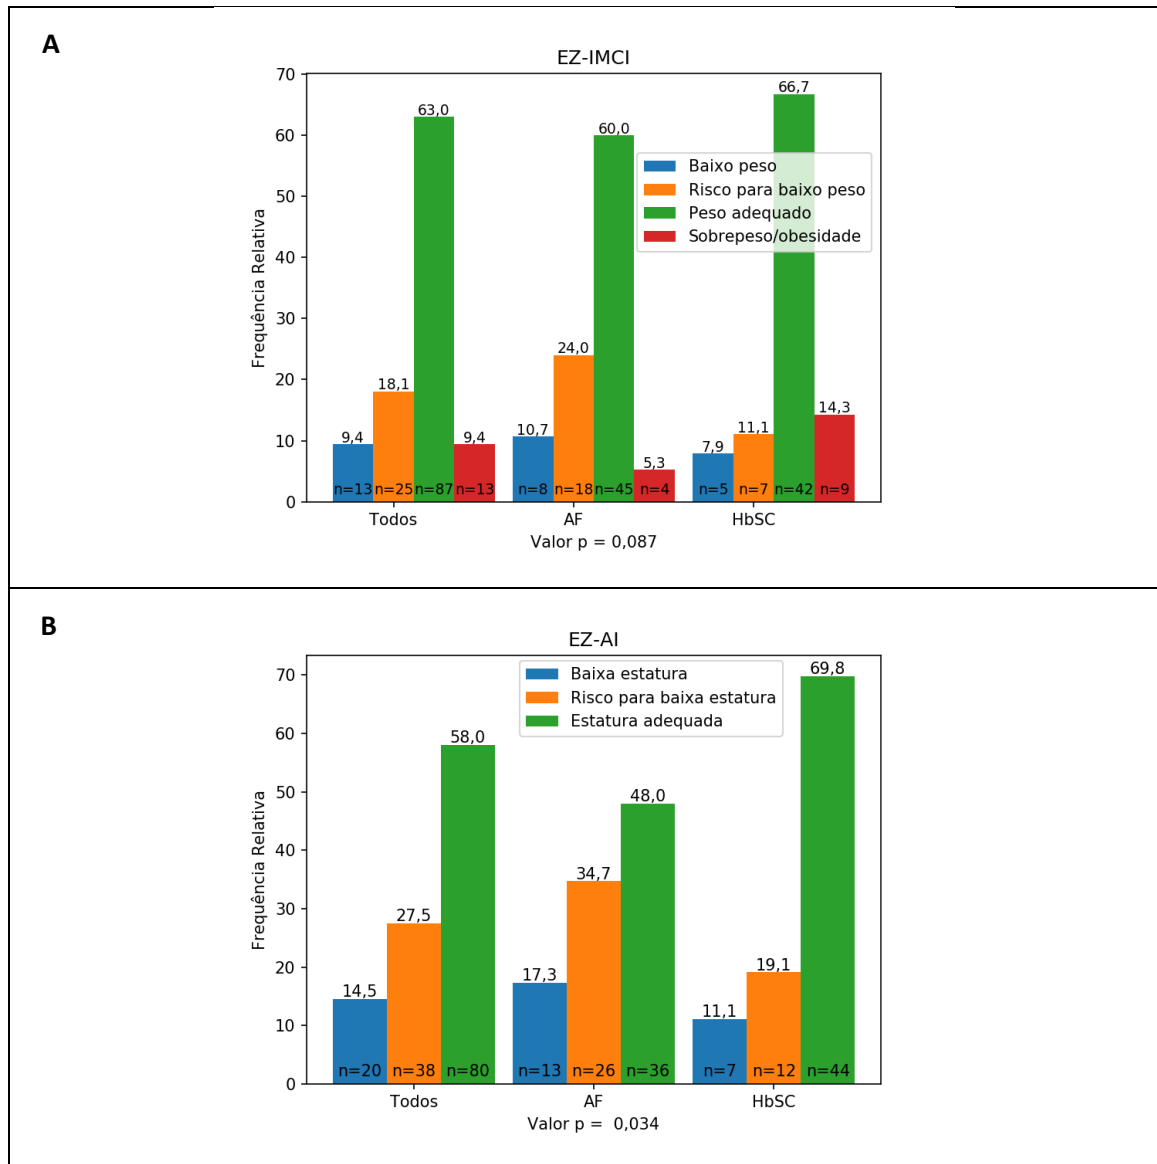 A
EZ-IMCI
70
60
50
40
30
20
10
0
Frequência Relativa
63,0
60,0
66,7
Baixo peso
Risco para baixo peso
Peso adequado
Sobrepeso/obesidade
9,4
18,1
9,4
10,7
24,0
5,3
7,9
11,1
14,3
n=13 n=25 n=87 n=13 n=8 n=18 n=45 n=4 n=5 n=7 n=42 n=9
Todos AF HbSC
Valor p = 0,087
B
EZ-AI
70
60
50
40
30
20
10
0
Frequência Relativa
Baixa estatura
Risco para baixa estatura
Estatura adequada
14,5
27,5
58,0
17,3
34,7
48,0
11,1
19,1
69,8
n=20 n=38 n=80 n=13 n=26 n=36 n=7 n=12 n=44
Todos AF HbSC
Valor p = 0,034